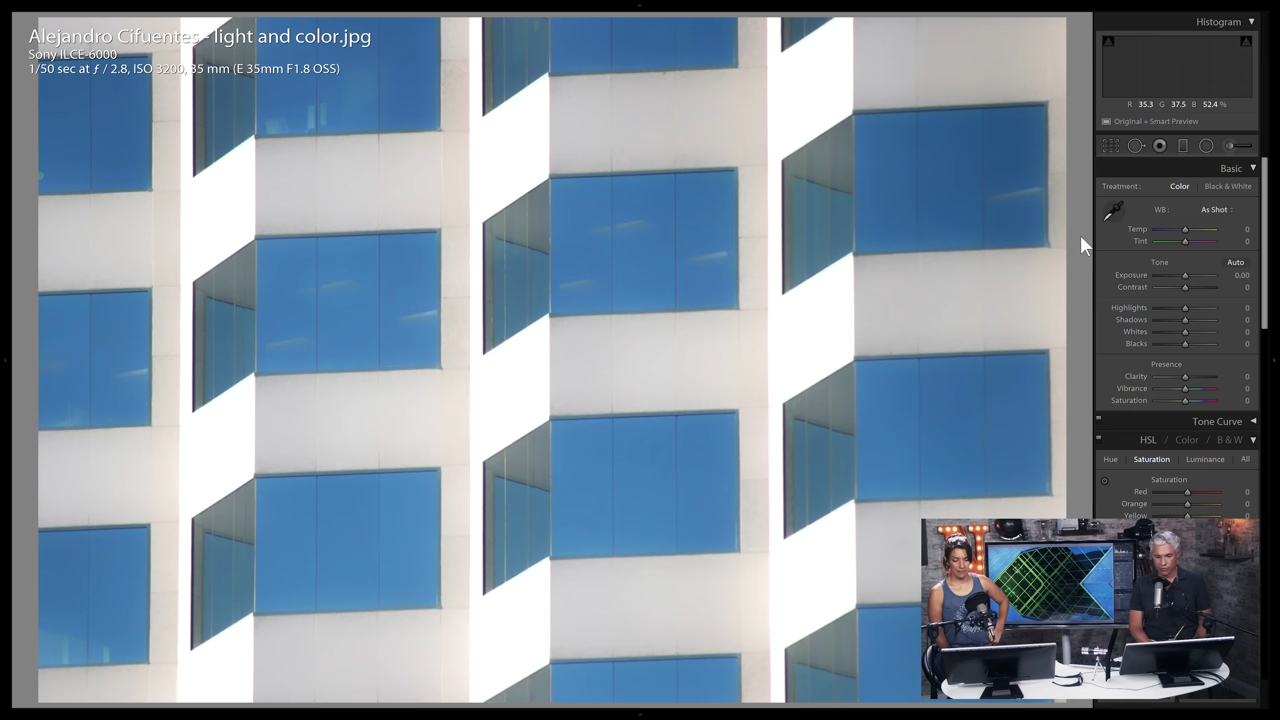 Alejandro Cifuentes - light and color.jpg
Sony ILCE-6000
1/50 sec at ƒ / 2.8, ISO 3200, 35 mm (E 35mm F1.8 OSS)
Histogram
R 35.3 G 37.5 B 52.4 %
Original + Smart Preview
Basic
Treatment: Color Black & White
WB: As Shot
Temp 0
Tint 0
Tone Auto
Exposure 0.00
Contrast 0
Highlights 0
Shadows 0
Whites 0
Blacks 0
Presence
Clarity 0
Vibrance 0
Saturation 0
Tone Curve
HSL / Color / B & W
Hue Saturation Luminance All
Saturation
Red 0
Orange 0
Yellow 0